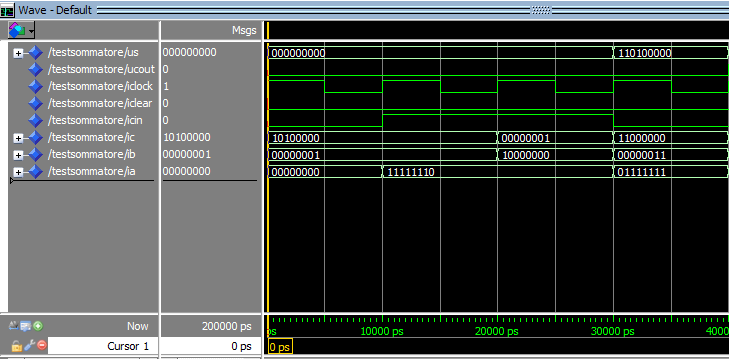 Wave - Default
Msgs
/testsommatore/us 000000000 000000000 110100000
/testsommatore/ucout 0
/testsommatore/iclock 1
/testsommatore/iclear 0
/testsommatore/icin 0
/testsommatore/ic 10100000 10100000 00000001 11000000
/testsommatore/ib 00000001 00000001 10000000 00000011
/testsommatore/ia 00000000 00000000 11111110 01111111
Now 200000 ps ps 10000 ps 20000 ps 30000 ps 40
Cursor 1 0 ps 0 ps